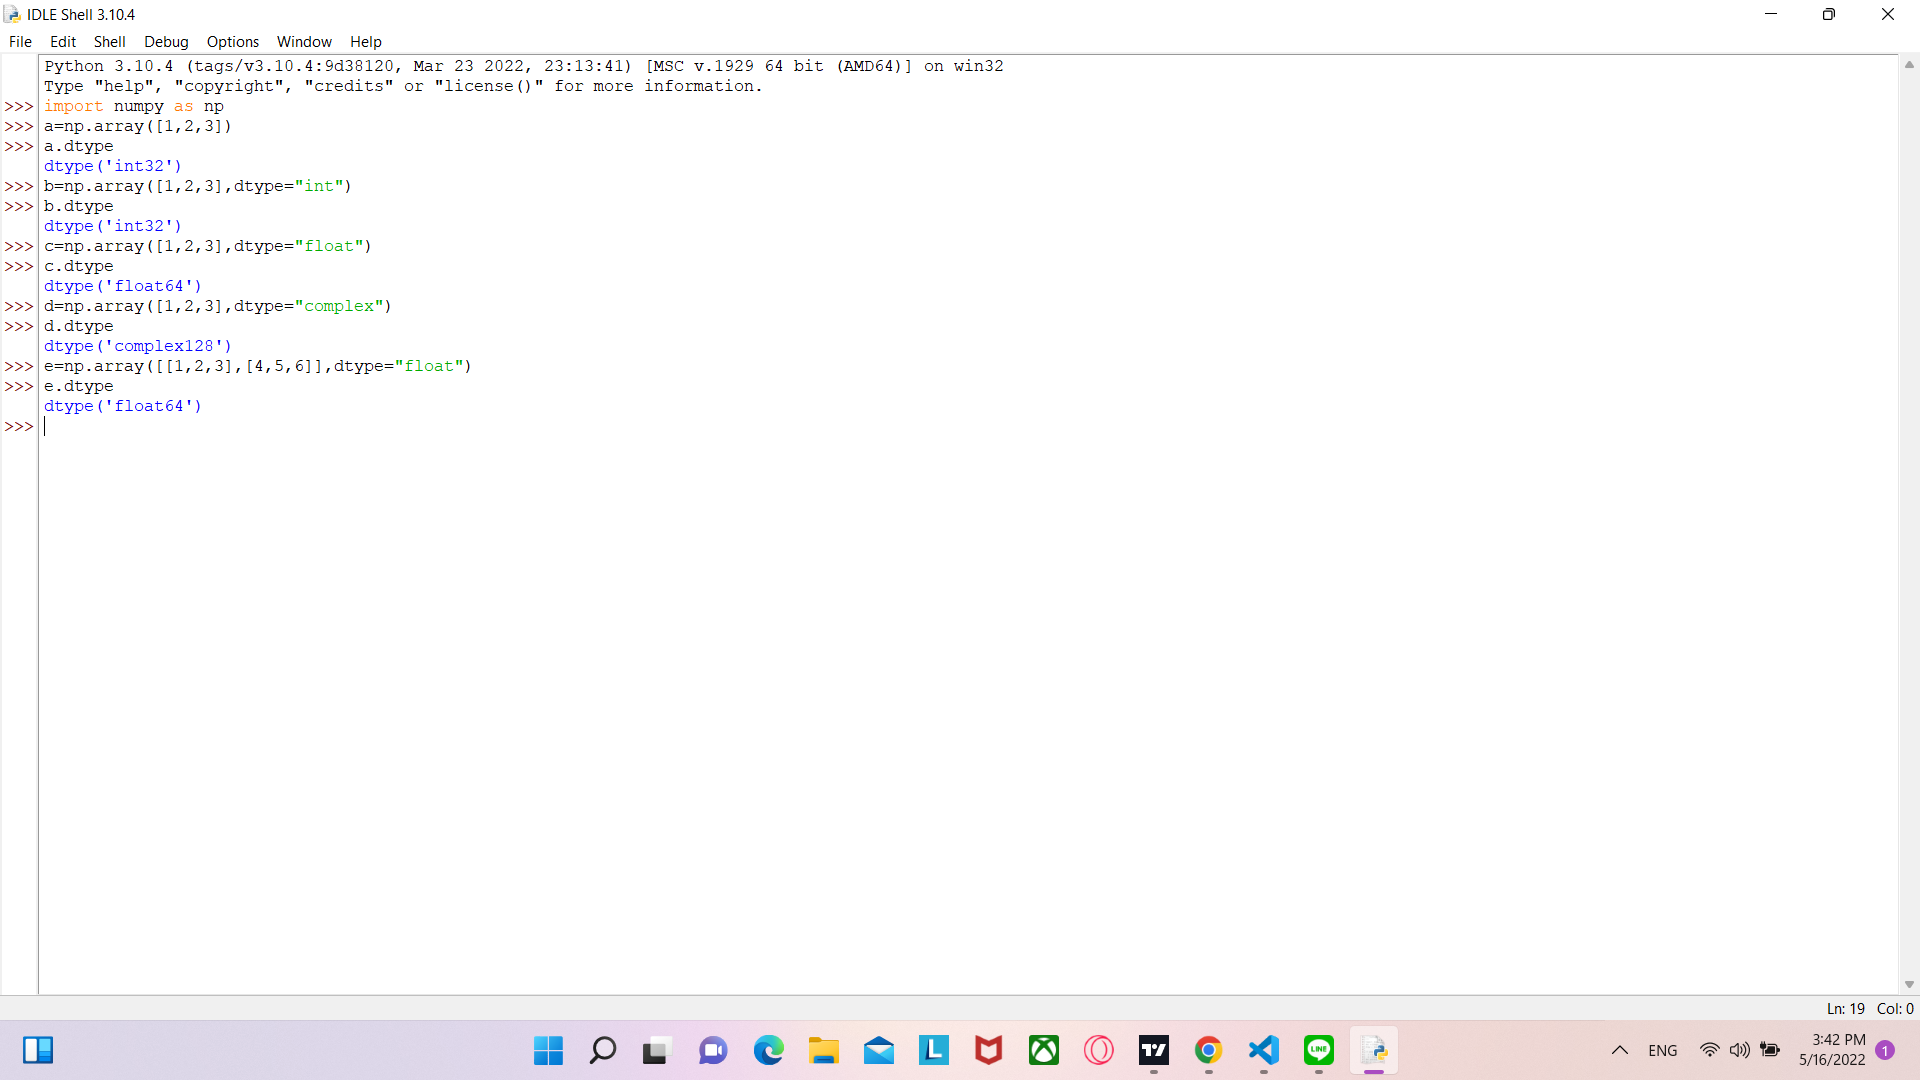 IDLE Shell 3.10.4
File Edit Shell Debug Options Window Help
Python 3.10.4 (tags/v3.10.4:9d38120, Mar 23 2022, 23:13:41) [MSC v.1929 64 bit (AMD64)] on win32
Type "help", "copyright", "credits" or "license()" for more information.
>>> import numpy as np
>>> a=np.array([1,2,3])
>>> a.dtype
dtype('int32')
>>> b=np.array([1,2,3],dtype="int")
>>> b.dtype
dtype('int32')
>>> c=np.array([1,2,3],dtype="float")
>>> c.dtype
dtype('float64')
>>> d=np.array([1,2,3],dtype="complex")
>>> d.dtype
dtype('complex128')
>>> e=np.array([[1,2,3],[4,5,6]],dtype="float")
>>> e.dtype
dtype('float64')
>>>
Ln: 19 Col: 0
L
LINE
ENG
3:42 PM
5/16/2022
1